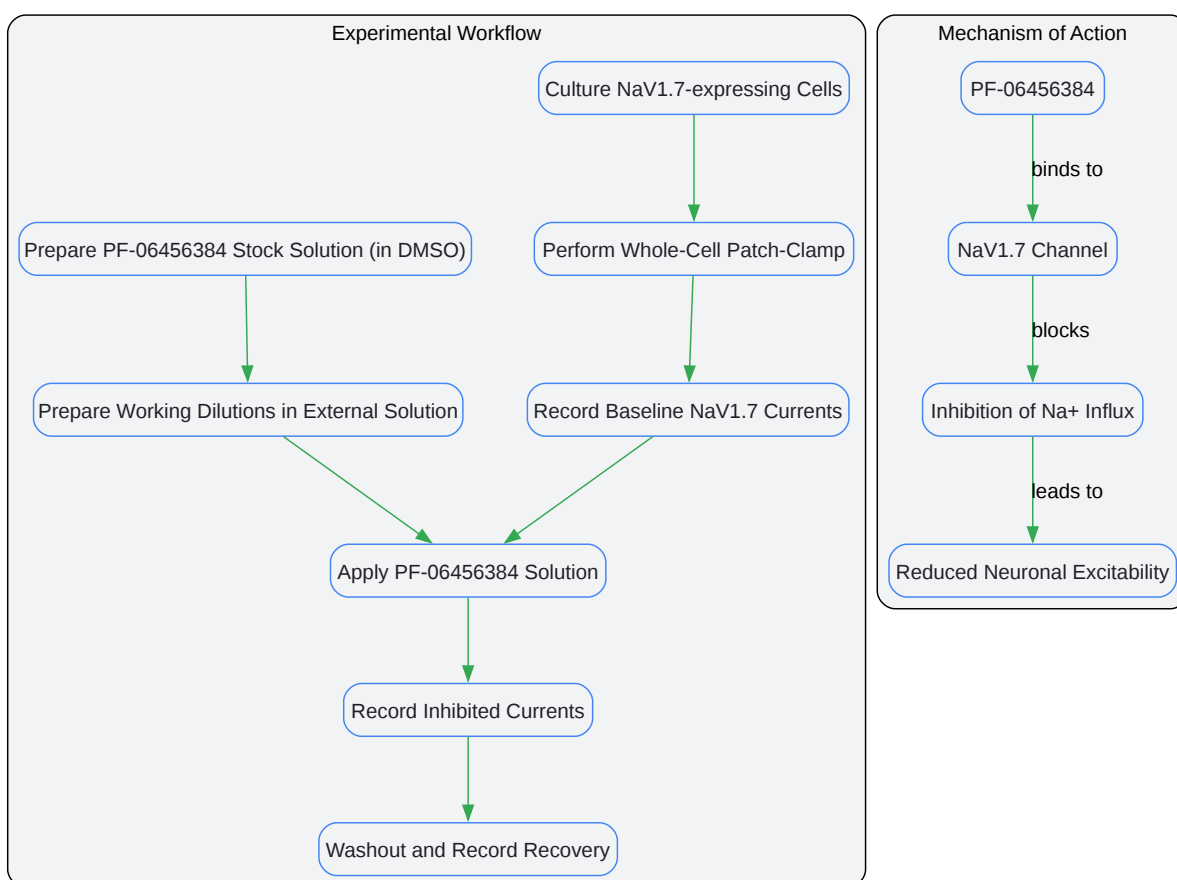 Experimental Workflow
Culture NaV1.7-expressing Cells
Prepare PF-06456384 Stock Solution (in DMSO)
Perform Whole-Cell Patch-Clamp
Prepare Working Dilutions in External Solution
Record Baseline NaV1.7 Currents
Apply PF-06456384 Solution
Record Inhibited Currents
Washout and Record Recovery
Mechanism of Action
PF-06456384
binds to
NaV1.7 Channel
blocks
Inhibition of Na+ Influx
leads to
Reduced Neuronal Excitability